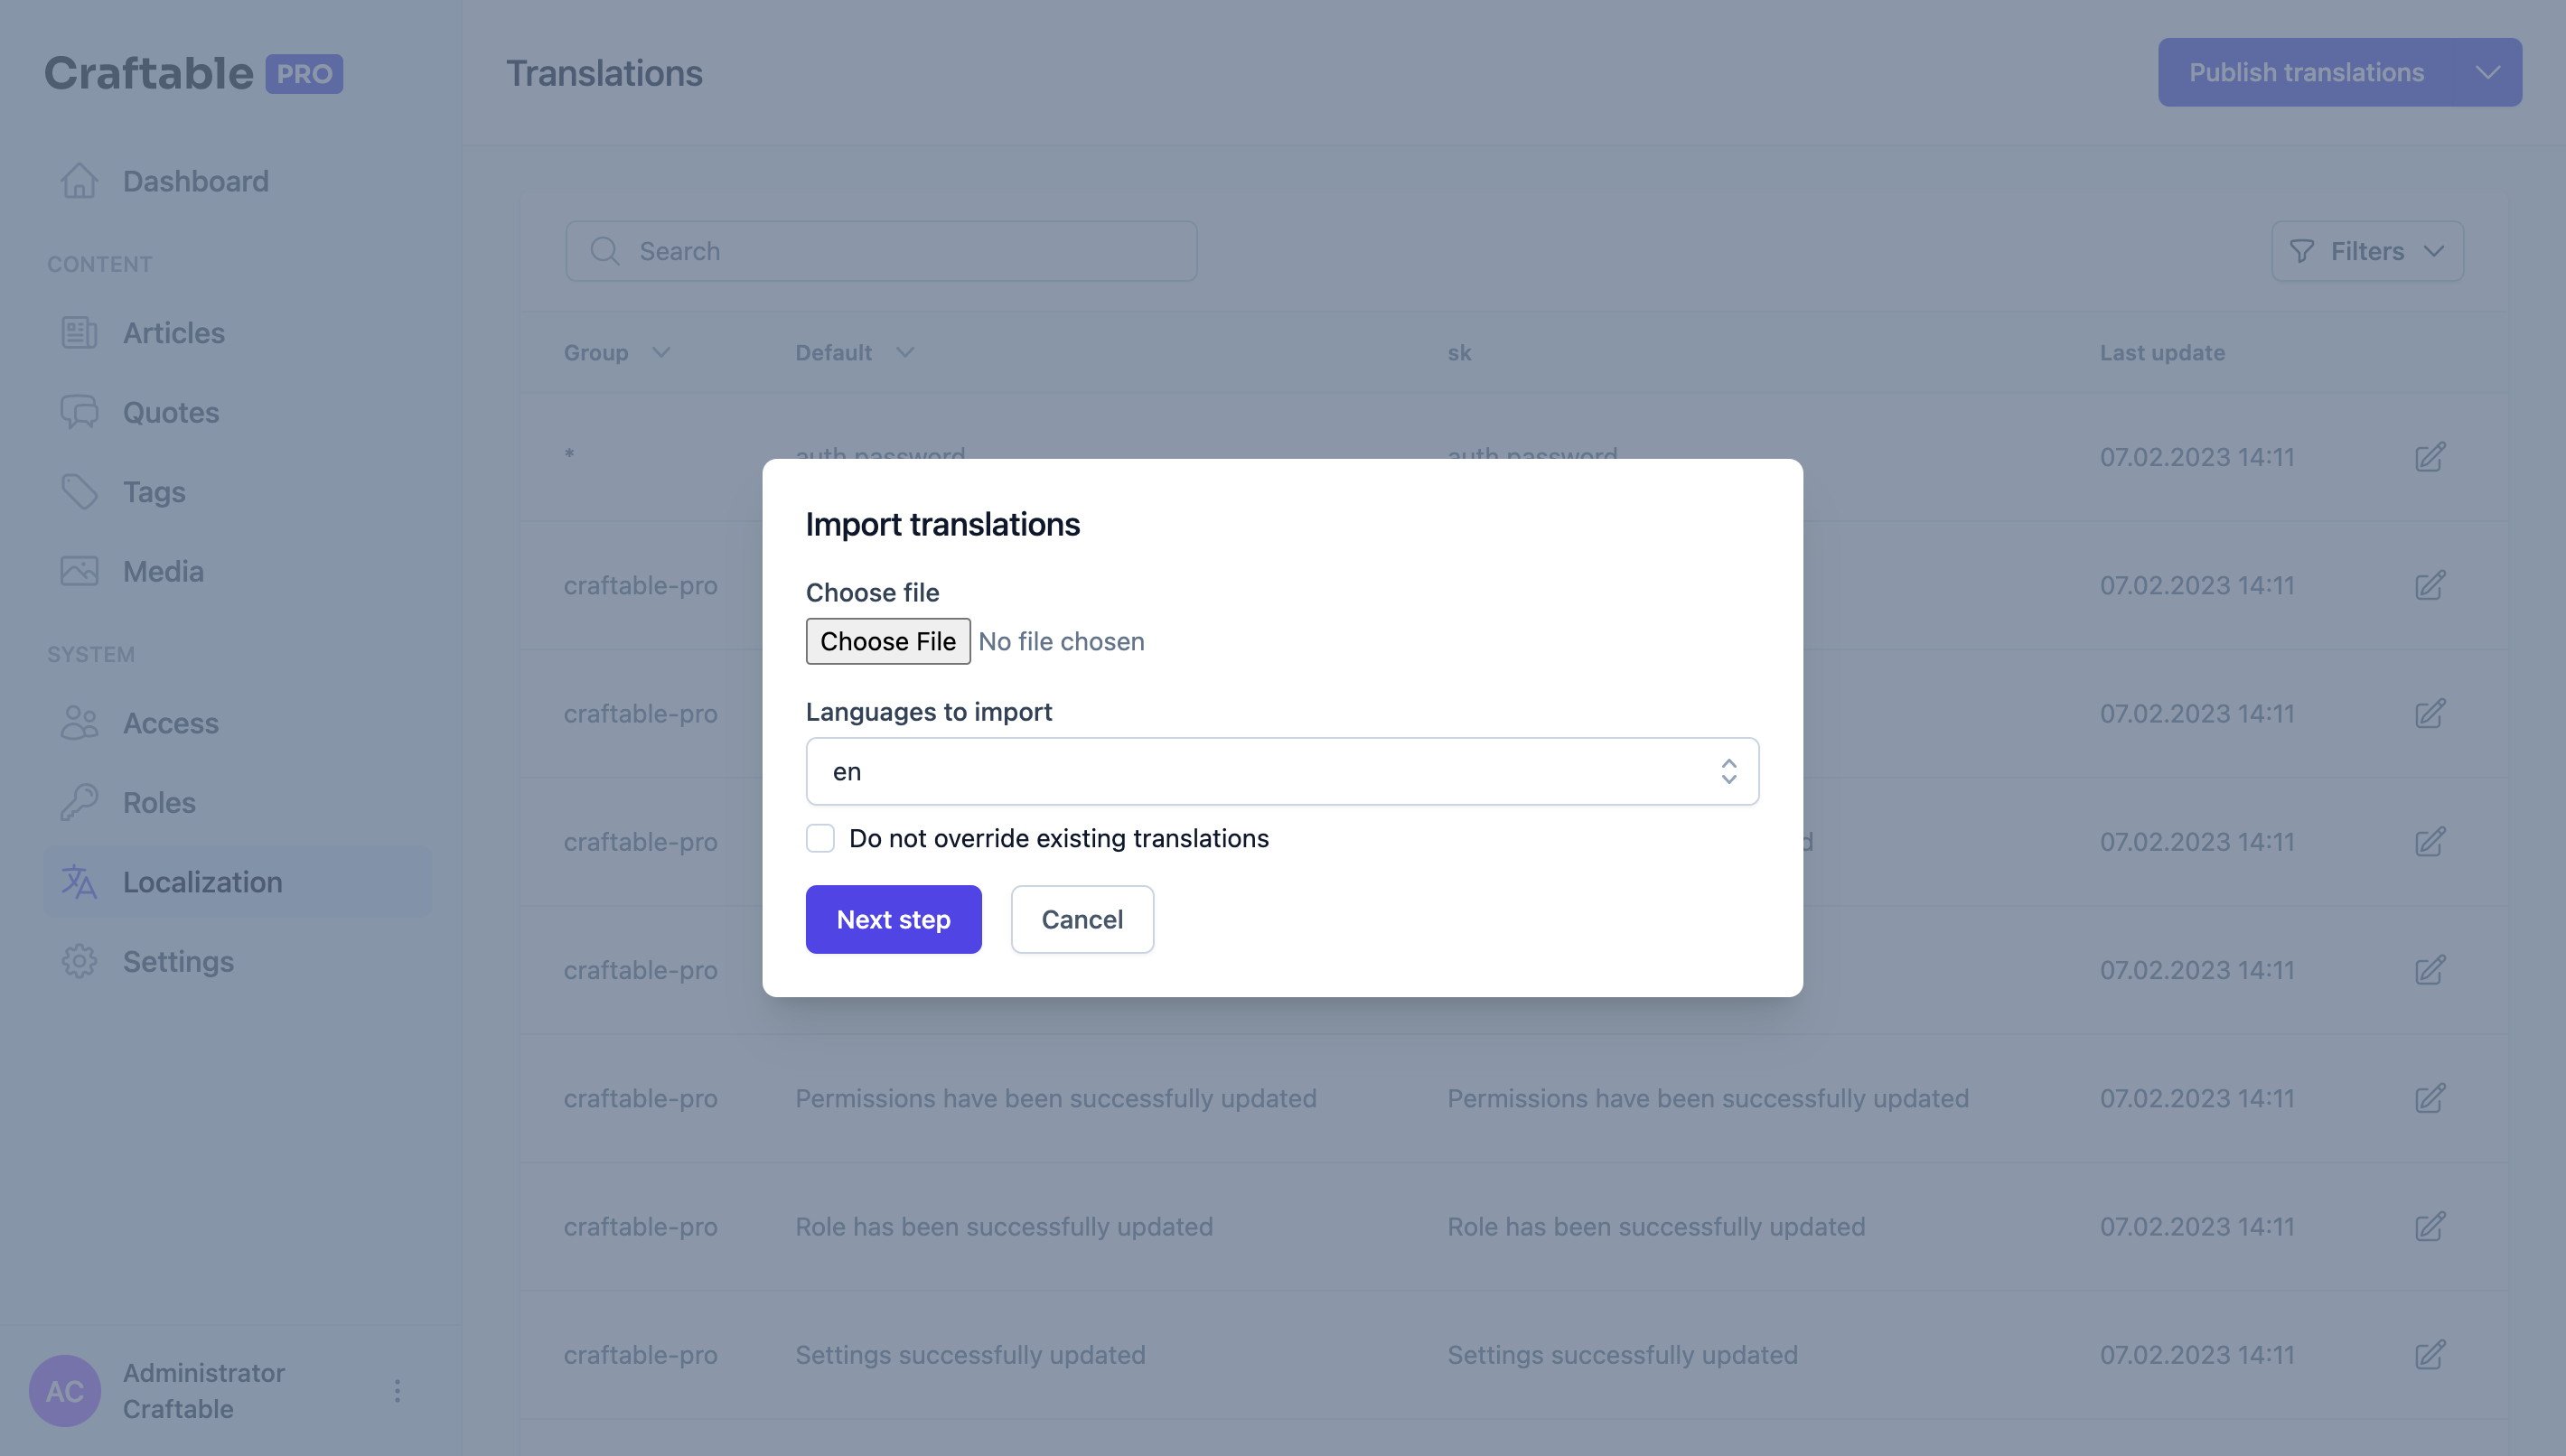 Craftable PRO
Dashboard
CONTENT
Articles
Quotes
Tags
Media
SYSTEM
Access
Roles
Localization
Settings
AC
Administrator
Craftable
Translations
Publish translations
Search
Filters
Group Default sk Last update
* auth password auth password 07.02.2023 14:11
craftable-pro 07.02.2023 14:11
craftable-pro 07.02.2023 14:11
craftable-pro d 07.02.2023 14:11
craftable-pro 07.02.2023 14:11
craftable-pro Permissions have been successfully updated Permissions have been successfully updated 07.02.2023 14:11
craftable-pro Role has been successfully updated Role has been successfully updated 07.02.2023 14:11
craftable-pro Settings successfully updated Settings successfully updated 07.02.2023 14:11
Import translations
Choose file
Choose File No file chosen
Languages to import
en
Do not override existing translations
Next step Cancel